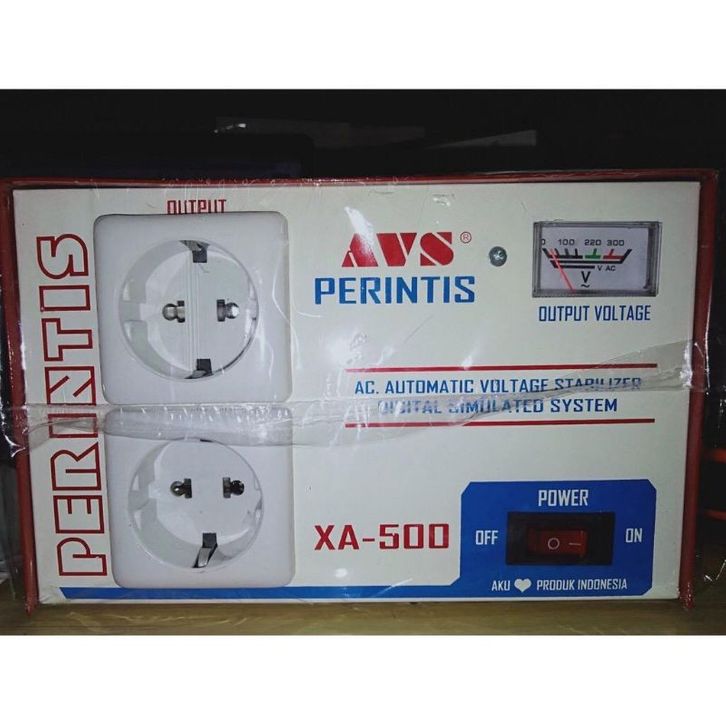 PERINTIS
OUTPUT
AVS®
PERINTIS
0 100 220 300
V AC
V
~
OUTPUT VOLTAGE
AC. AUTOMATIC VOLTAGE STABILIZER
DIGITAL SIMULATED SYSTEM
XA-500
POWER
OFF
ON
AKU ❤ PRODUK INDONESIA